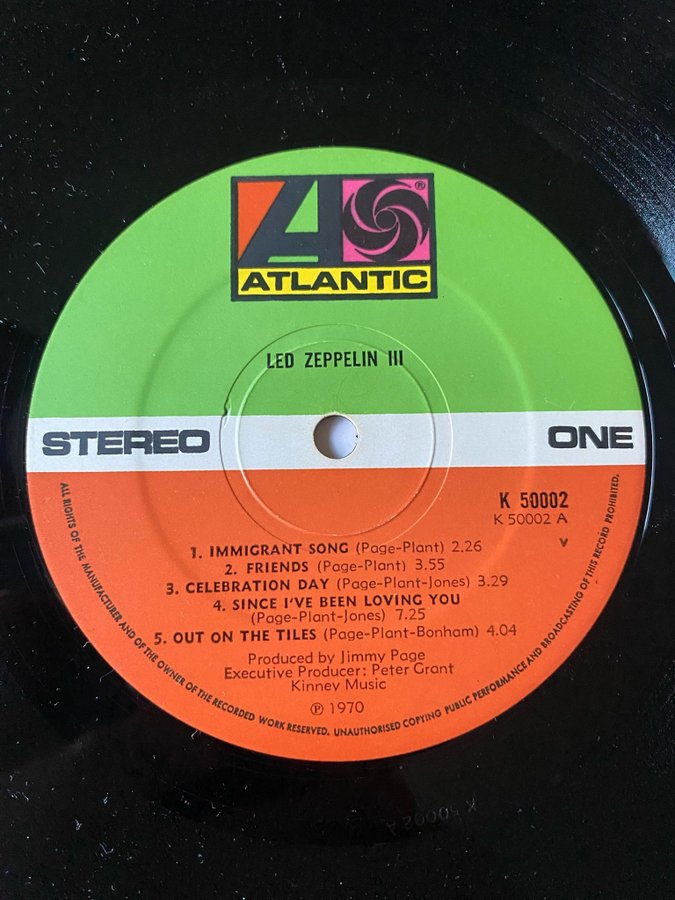 ATLANTIC
®
LED ZEPPELIN III
STEREO
ONE
K 50002
K 50002 A
V
1. IMMIGRANT SONG (Page-Plant) 2.26
2. FRIENDS (Page-Plant) 3.55
3. CELEBRATION DAY (Page-Plant-Jones) 3.29
4. SINCE I'VE BEEN LOVING YOU
(Page-Plant-Jones) 7.25
5. OUT ON THE TILES (Page-Plant-Bonham) 4.04
Produced by Jimmy Page
Executive Producer: Peter Grant
Kinney Music
℗ 1970
ALL RIGHTS OF THE MANUFACTURER AND OF THE OWNER OF THE RECORDED WORK RESERVED. UNAUTHORISED COPYING PUBLIC PERFORMANCE AND BROADCASTING OF THIS RECORD PROHIBITED.
K 50002 A